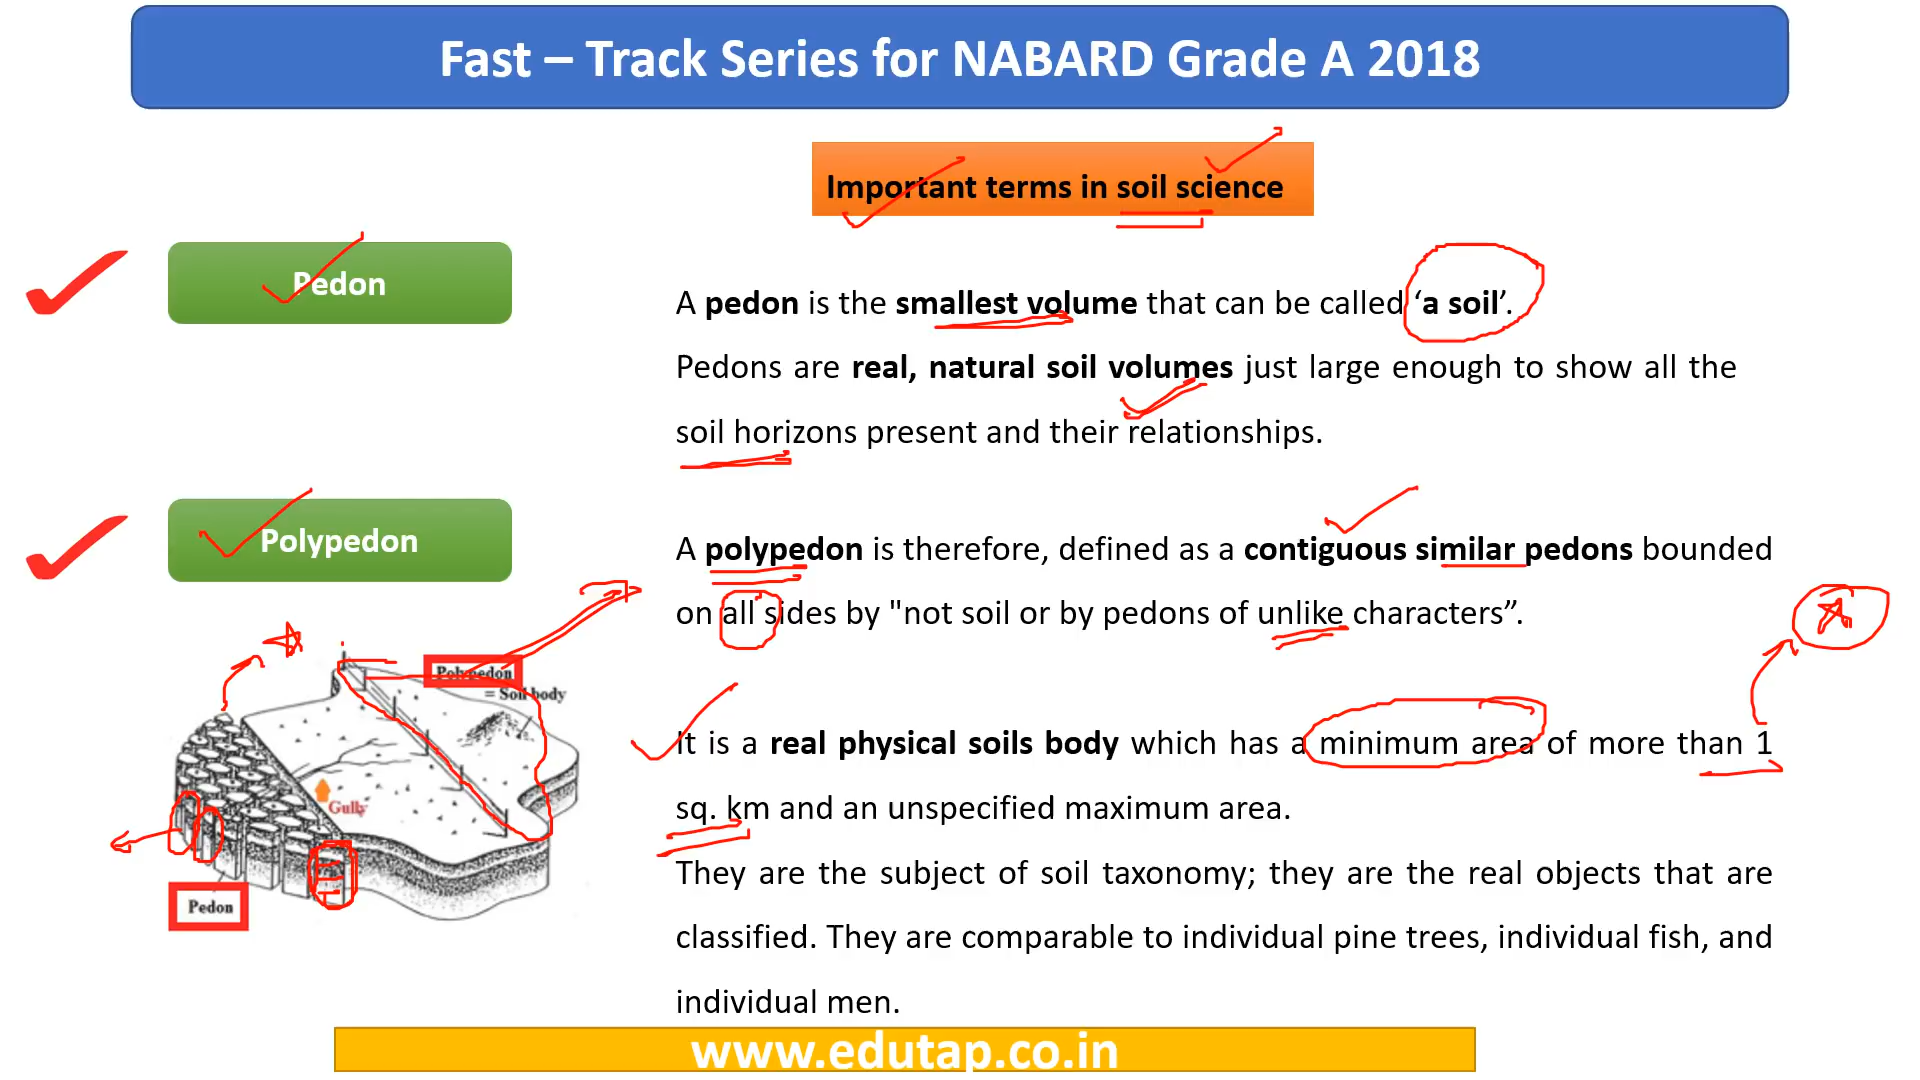 Fast – Track Series for NABARD Grade A 2018
Important terms in soil science
Pedon
A pedon is the smallest volume that can be called ‘a soil’.
Pedons are real, natural soil volumes just large enough to show all the
soil horizons present and their relationships.
Polypedon
A polypedon is therefore, defined as a contiguous similar pedons bounded
on all sides by "not soil or by pedons of unlike characters”.
Polypedon
= Soil body
Gully
Pedon
It is a real physical soils body which has a minimum area of more than 1
sq. km and an unspecified maximum area.
They are the subject of soil taxonomy; they are the real objects that are
classified. They are comparable to individual pine trees, individual fish, and
individual men.
www.edutap.co.in